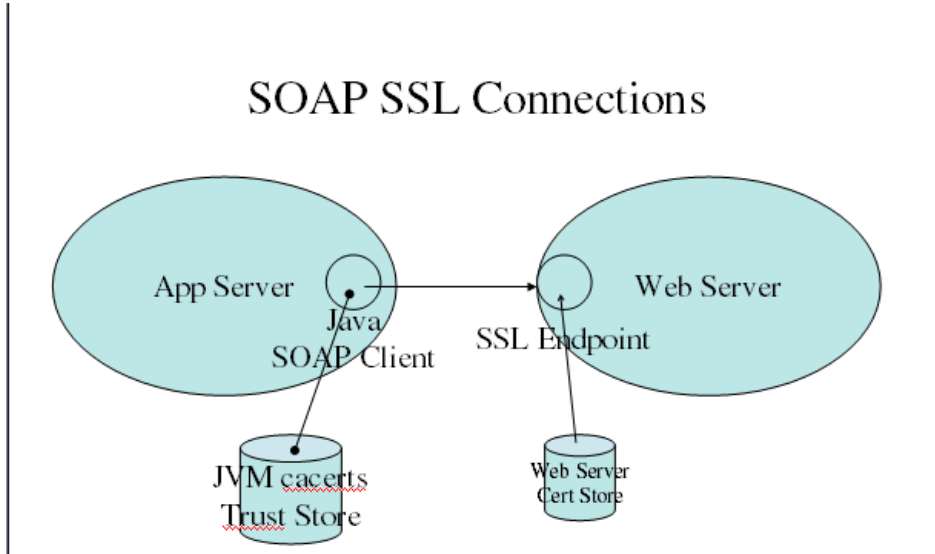 SOAP SSL Connections
App Server
Java
SOAP Client
Web Server
SSL Endpoint
JVM cacerts
Trust Store
Web Server
Cert Store